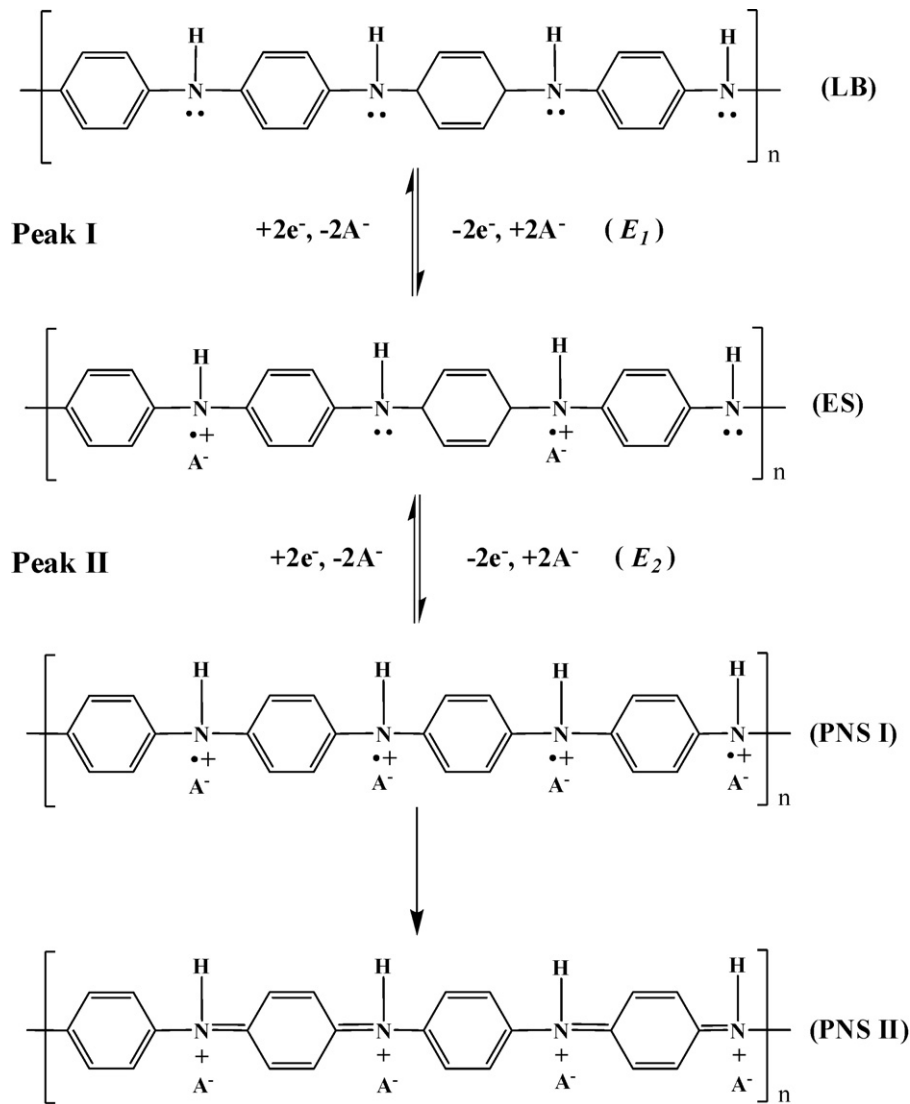 H H H H
N N N N (LB)
•• •• •• ••
n
Peak I +2e⁻, -2A⁻ -2e⁻, +2A⁻ (E₁)
H H H H
N N N N (ES)
•+ •• •+ ••
A⁻ A⁻
n
Peak II +2e⁻, -2A⁻ -2e⁻, +2A⁻ (E₂)
H H H H
N N N N (PNS I)
•+ •+ •+ •+
A⁻ A⁻ A⁻ A⁻
n
H H H H
N N N N (PNS II)
+ + + +
A⁻ A⁻ A⁻ A⁻
n